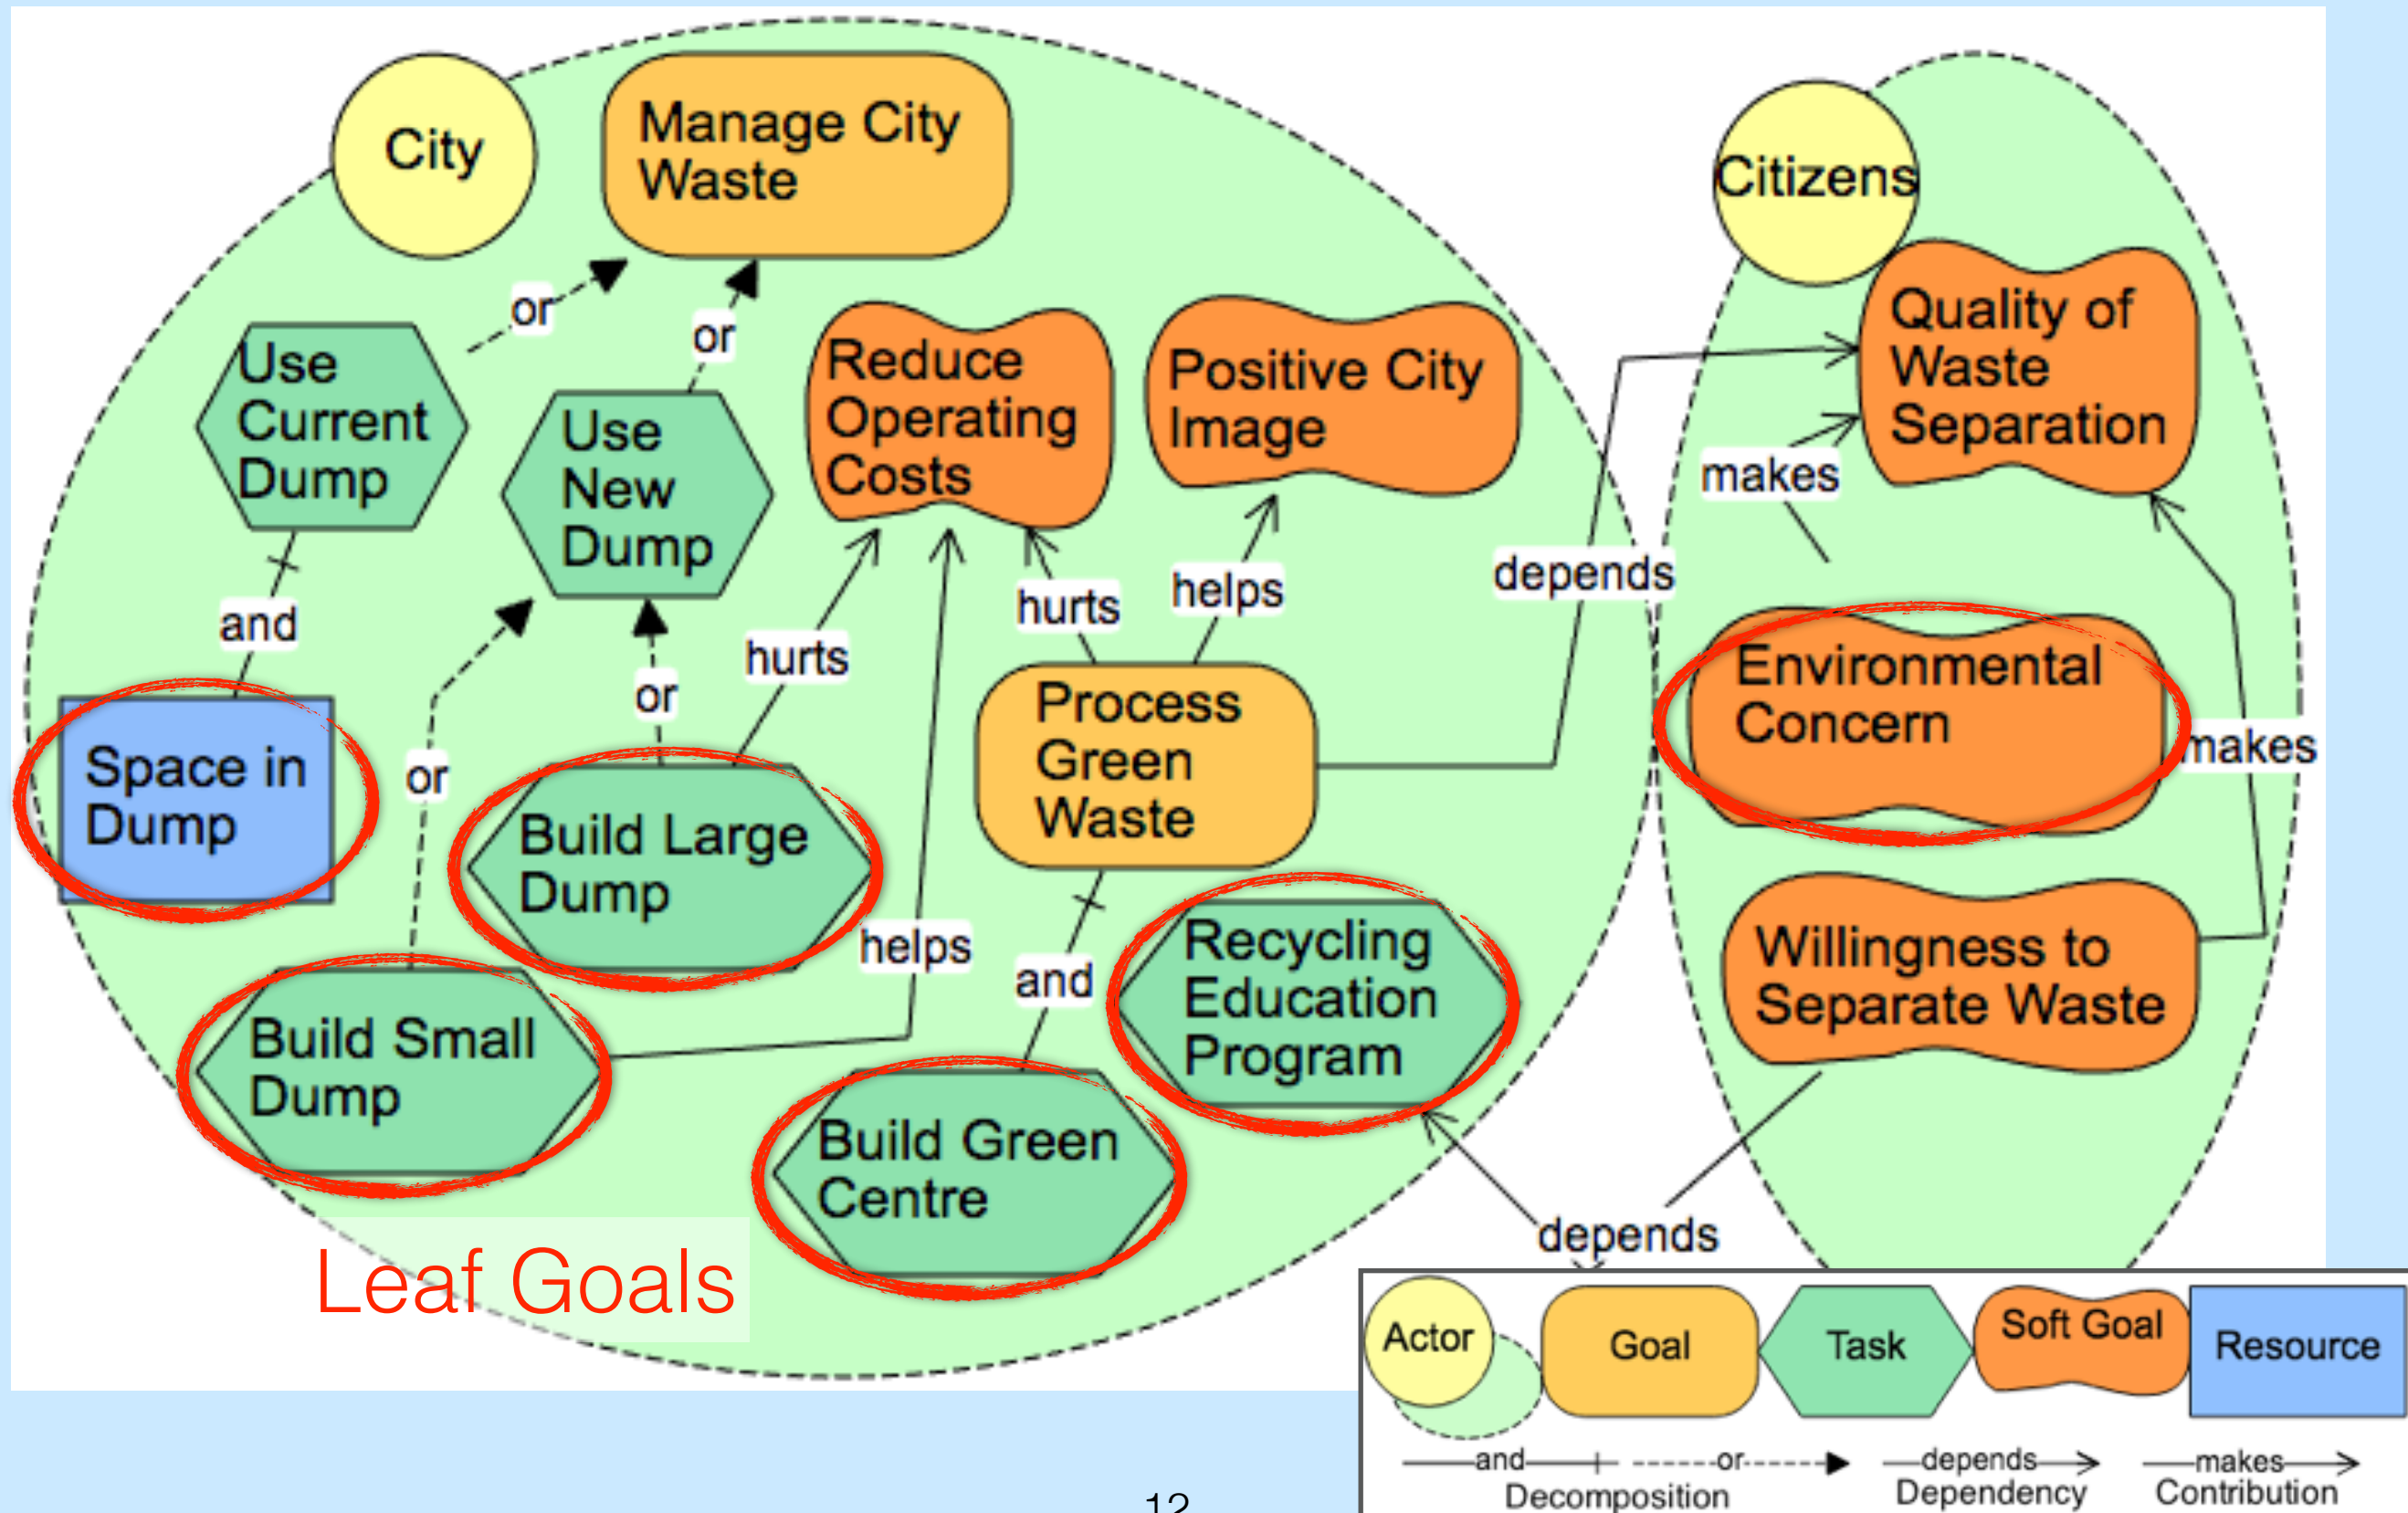 City
Manage City
Waste
Citizens
or
or
Use
Current
Dump
Use
New
Dump
Reduce
Operating
Costs
Positive City
Image
Quality of
Waste
Separation
makes
and
hurts
hurts
helps
depends
or
or
Space in
Dump
Build Large
Dump
Process
Green
Waste
Environmental
Concern
makes
helps
and
Recycling
Education
Program
Willingness to
Separate Waste
Build Small
Dump
Build Green
Centre
depends
Leaf Goals
Actor
Goal
Task
Soft Goal
Resource
and
or
Decomposition
depends
Dependency
makes
Contribution
12